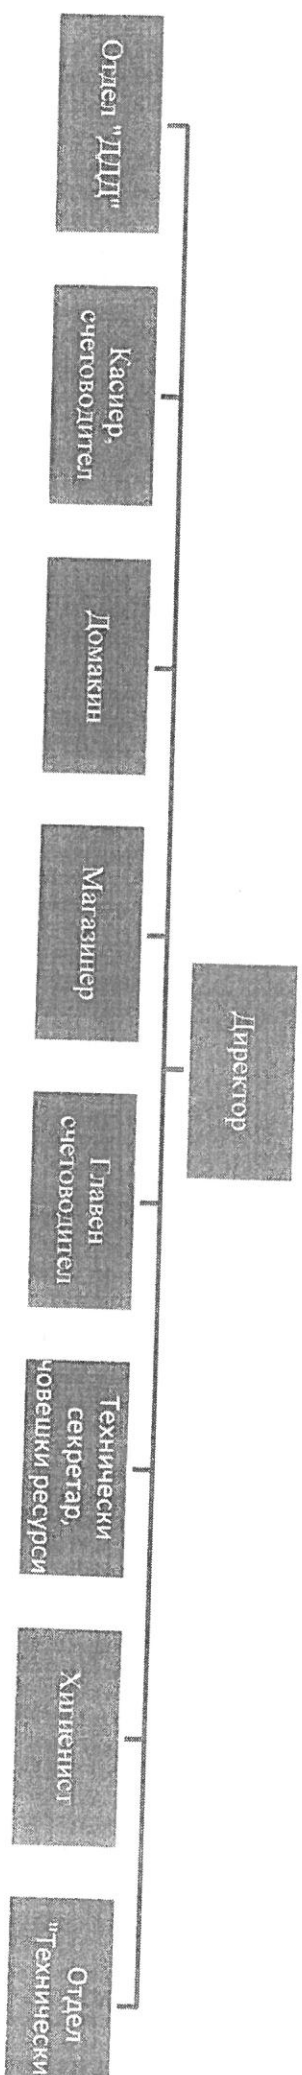 Директор
Отдел "ДДД"
Касиер,
счетоводител
Домакин
Магазинер
Главен
счетоводител
Технически
секретар,
човешки ресурси
Хигиенист
Отдел
"Технически